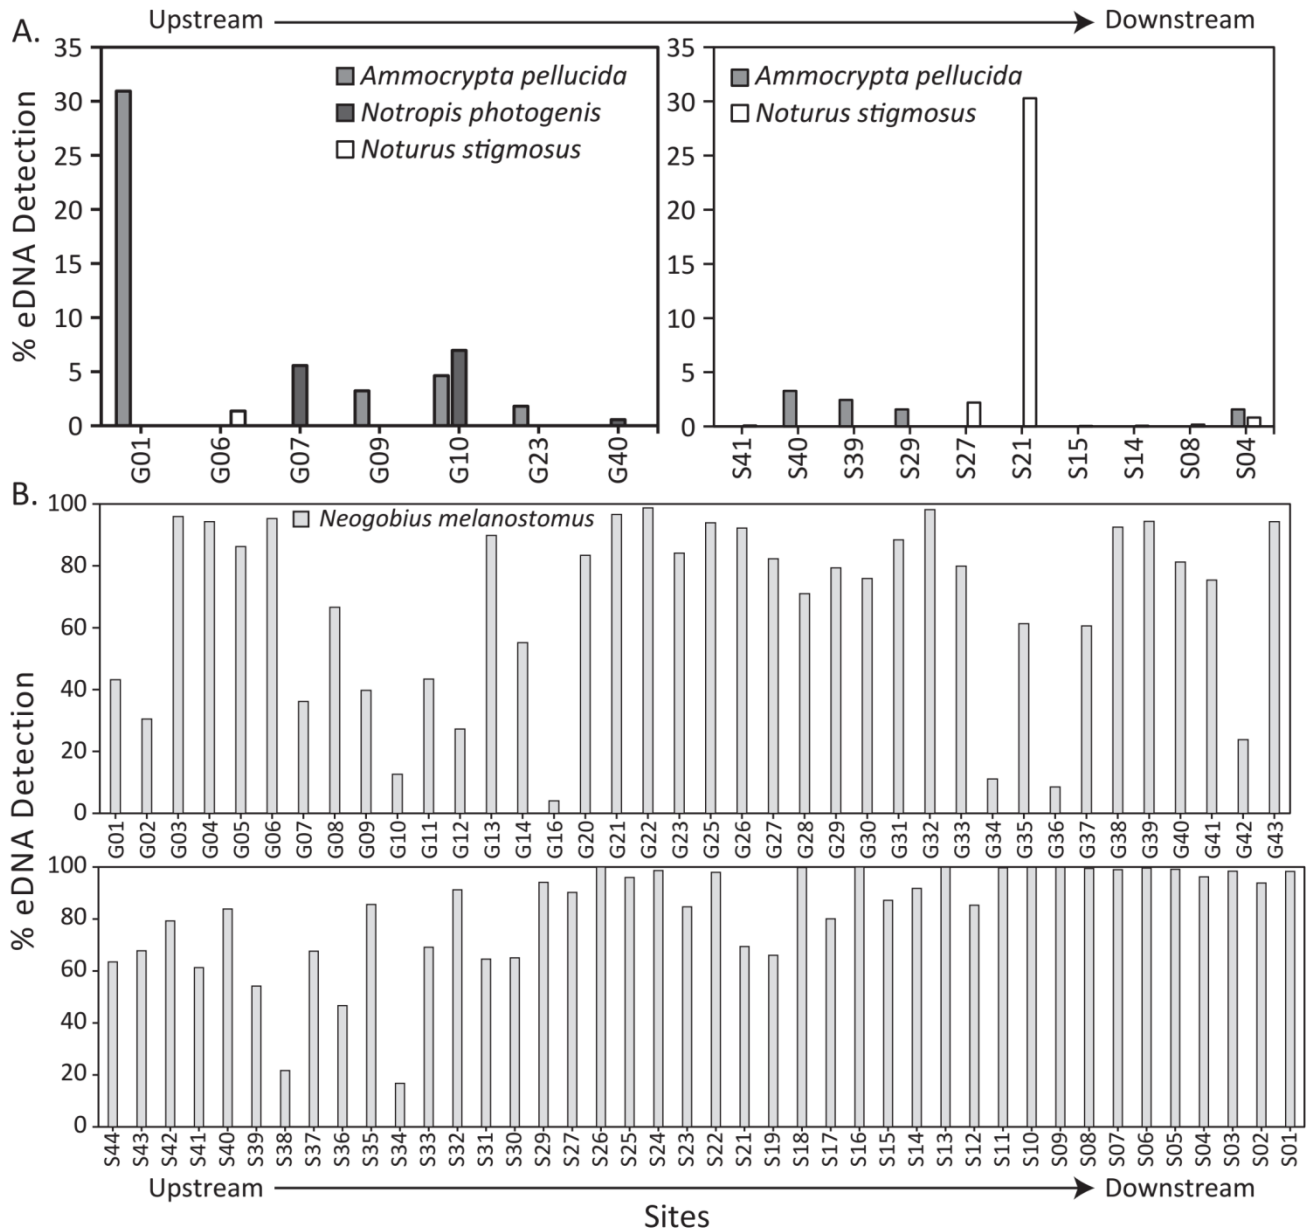 A.
Upstream Downstream
35
30
25
20
15
10
5
0
% eDNA Detection
Ammocrypta pellucida
Notropis photogenis
Noturus stigmosus
G01 G06 G07 G09 G10 G23 G40
35
30
25
20
15
10
5
0
Ammocrypta pellucida
Noturus stigmosus
S41 S40 S39 S29 S27 S21 S15 S14 S08 S04
B.
100
80
60
40
20
0
Neogobius melanostomus
G01 G02 G03 G04 G05 G06 G07 G08 G09 G10 G11 G12 G13 G14 G16 G20 G21 G22 G23 G25 G26 G27 G28 G29 G30 G31 G32 G33 G34 G35 G36 G37 G38 G39 G40 G41 G42 G43
% eDNA Detection
100
80
60
40
20
0
S44 S43 S42 S41 S40 S39 S38 S37 S36 S35 S34 S33 S32 S31 S30 S29 S27 S26 S25 S24 S23 S22 S21 S19 S18 S17 S16 S15 S14 S13 S12 S11 S10 S09 S08 S07 S06 S05 S04 S03 S02 S01
Upstream Downstream
Sites